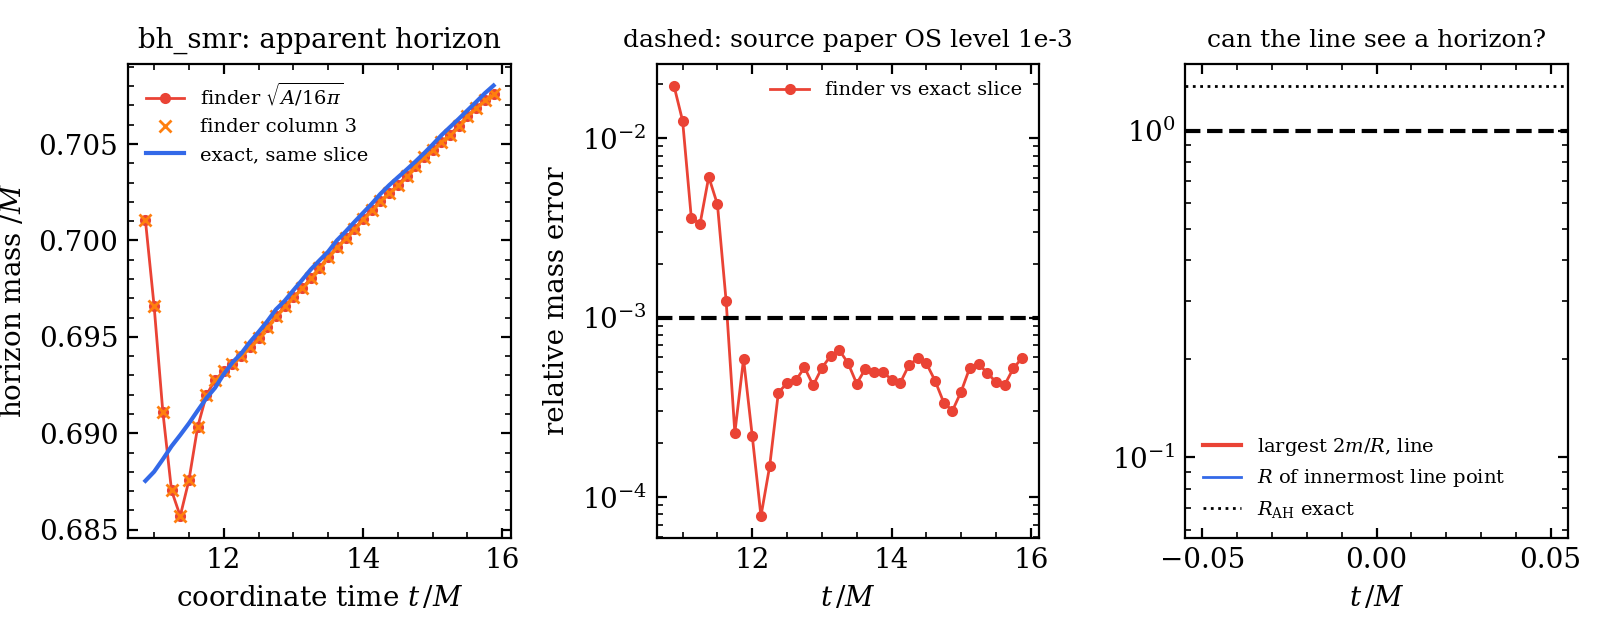 bh_smr: apparent horizon
finder √A/16π
finder column 3
exact, same slice
horizon mass /M
0.705
0.700
0.695
0.690
0.685
12
14
16
coordinate time t/M
dashed: source paper OS level 1e-3
finder vs exact slice
relative mass error
10⁻²
10⁻³
10⁻⁴
12
14
16
t/M
can the line see a horizon?
10⁰
10⁻¹
largest 2m/R, line
R of innermost line point
R_AH exact
−0.05
0.00
0.05
t/M